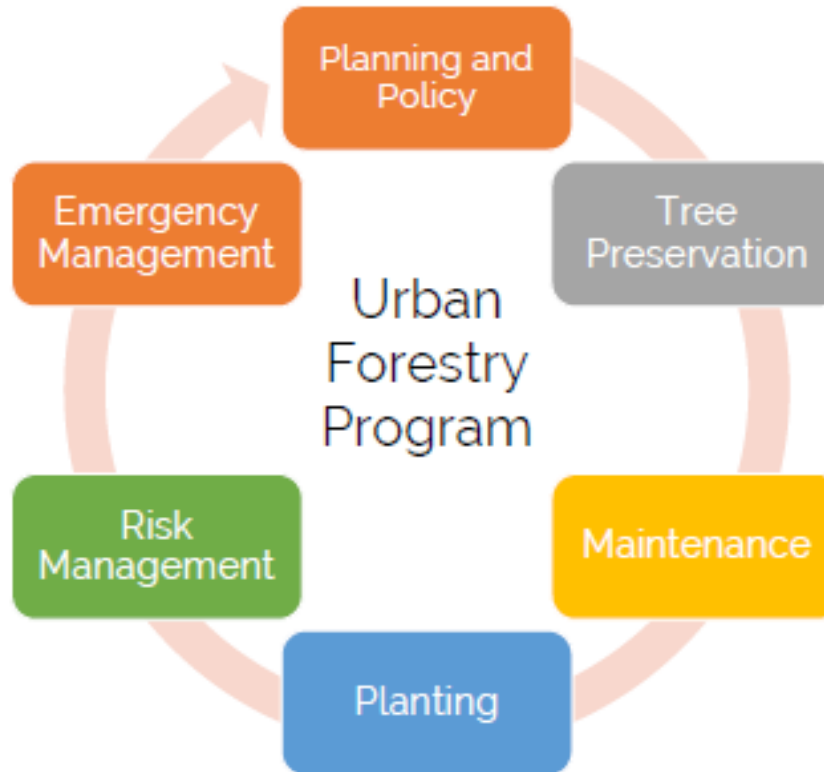 Planning and
Policy
Tree
Preservation
Maintenance
Planting
Risk
Management
Emergency
Management
Urban
Forestry
Program